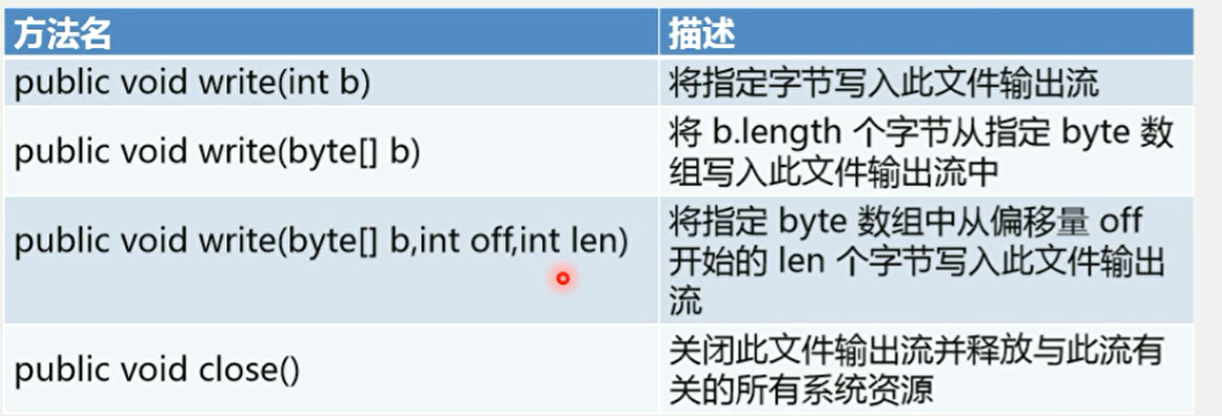 方法名
描述
public void write(int b)
将指定字节写入此文件输出流
public void write(byte[] b)
将 b.length 个字节从指定 byte 数
组写入此文件输出流中
public void write(byte[] b,int off,int len)
将指定 byte 数组中从偏移量 off
开始的 len 个字节写入此文件输出
流
public void close()
关闭此文件输出流并释放与此流有
关的所有系统资源